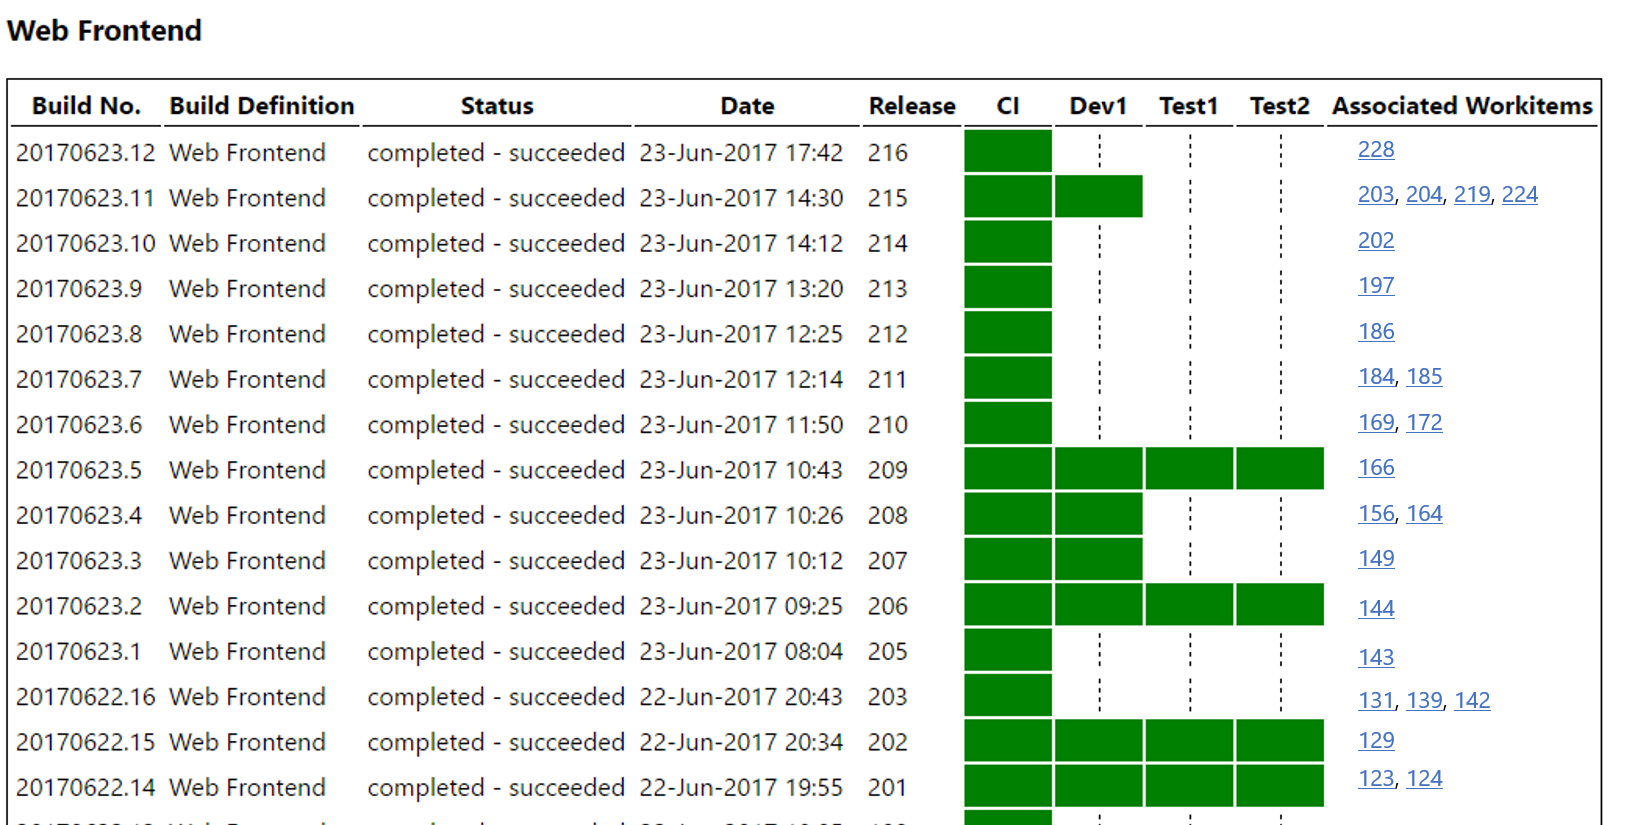 Web Frontend
Build No. Build Definition Status Date Release CI Dev1 Test1 Test2 Associated Workitems
20170623.12 Web Frontend completed - succeeded 23-Jun-2017 17:42 216 228
20170623.11 Web Frontend completed - succeeded 23-Jun-2017 14:30 215 203, 204, 219, 224
20170623.10 Web Frontend completed - succeeded 23-Jun-2017 14:12 214 202
20170623.9 Web Frontend completed - succeeded 23-Jun-2017 13:20 213 197
20170623.8 Web Frontend completed - succeeded 23-Jun-2017 12:25 212 186
20170623.7 Web Frontend completed - succeeded 23-Jun-2017 12:14 211 184, 185
20170623.6 Web Frontend completed - succeeded 23-Jun-2017 11:50 210 169, 172
20170623.5 Web Frontend completed - succeeded 23-Jun-2017 10:43 209 166
20170623.4 Web Frontend completed - succeeded 23-Jun-2017 10:26 208 156, 164
20170623.3 Web Frontend completed - succeeded 23-Jun-2017 10:12 207 149
20170623.2 Web Frontend completed - succeeded 23-Jun-2017 09:25 206 144
20170623.1 Web Frontend completed - succeeded 23-Jun-2017 08:04 205 143
20170622.16 Web Frontend completed - succeeded 22-Jun-2017 20:43 203 131, 139, 142
20170622.15 Web Frontend completed - succeeded 22-Jun-2017 20:34 202 129
20170622.14 Web Frontend completed - succeeded 22-Jun-2017 19:55 201 123, 124